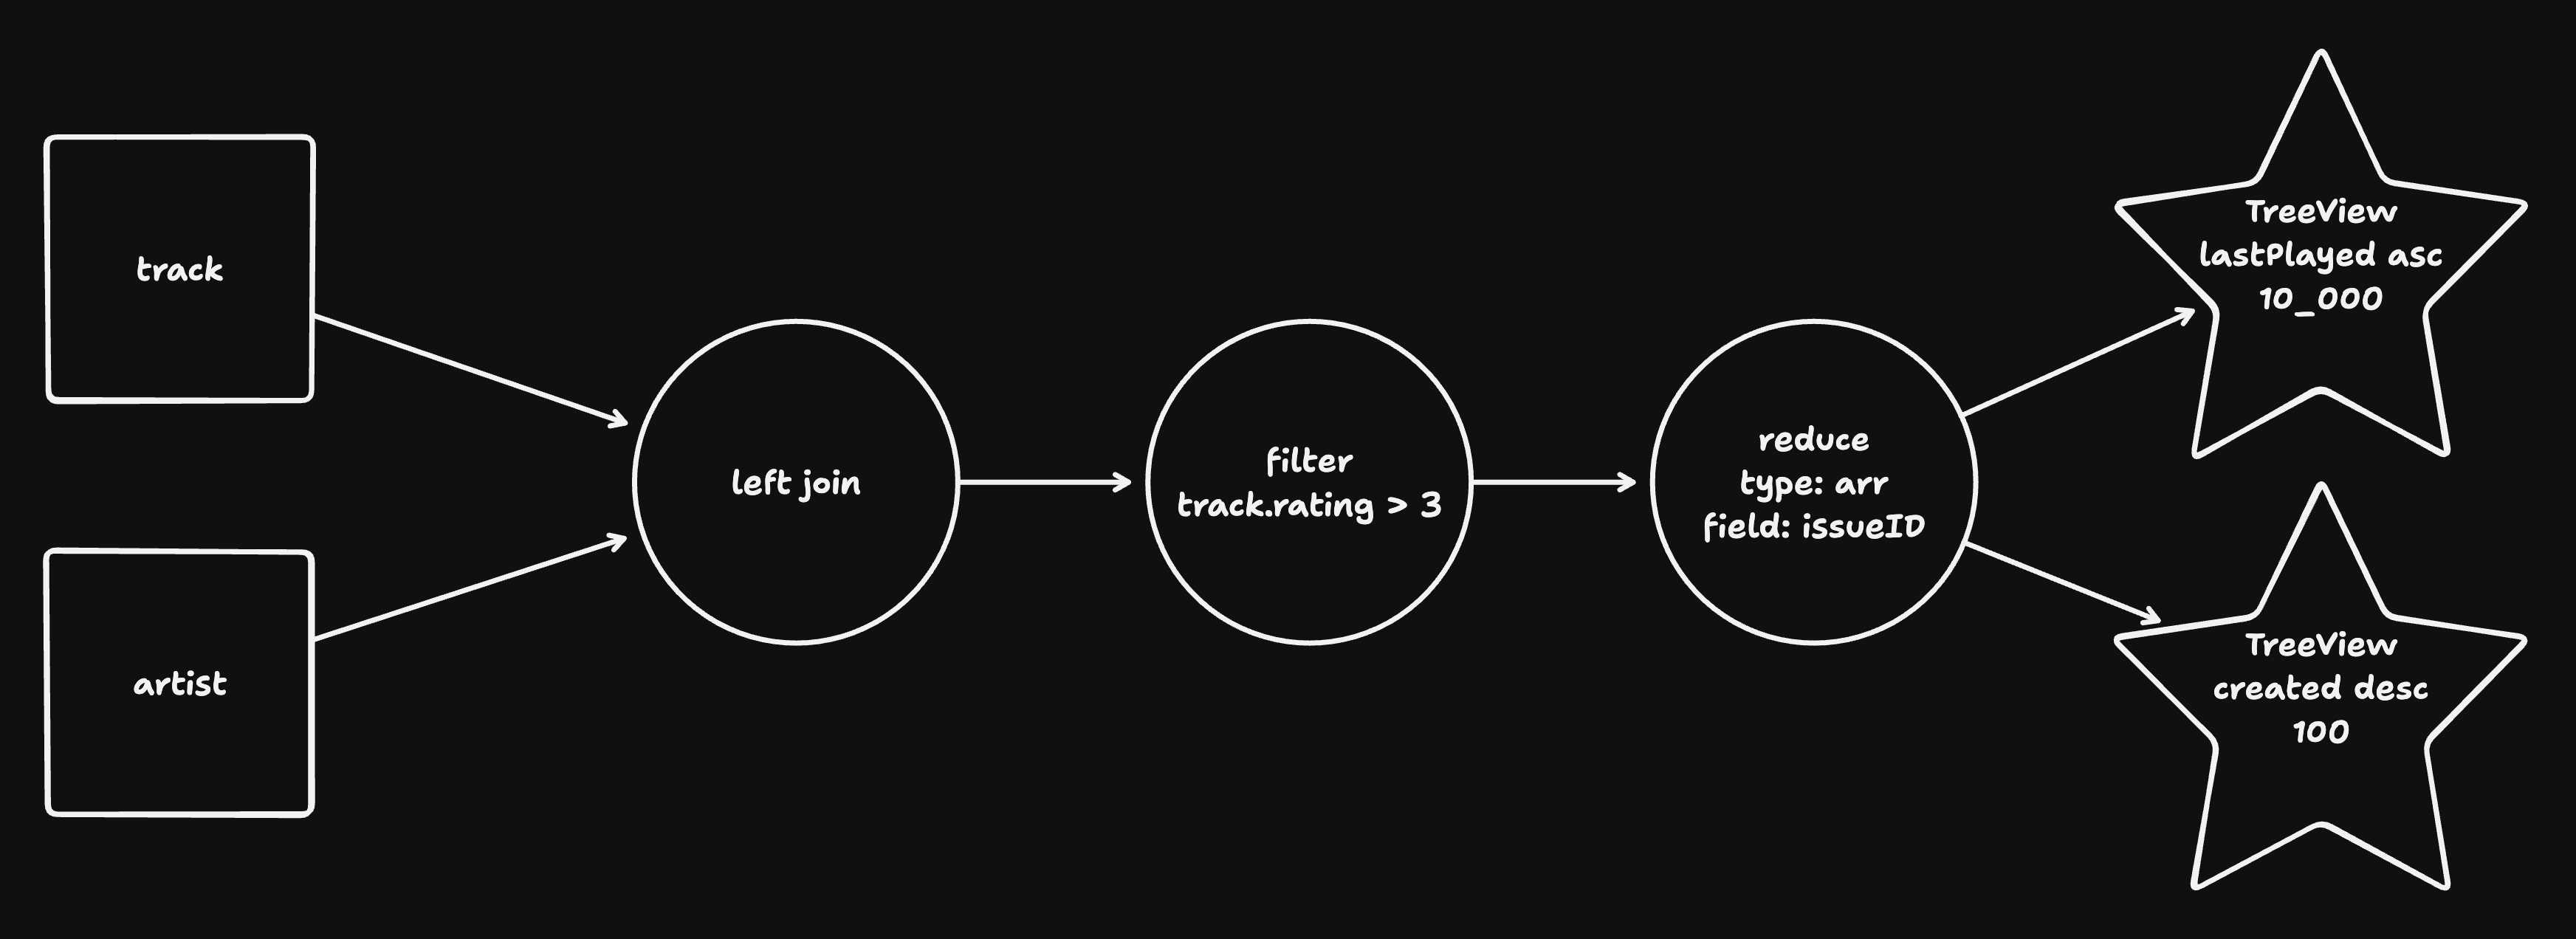 track
artist
left join
filter
track.rating > 3
reduce
type: arr
field: issueID
TreeView
lastPlayed asc
10_000
TreeView
created desc
100